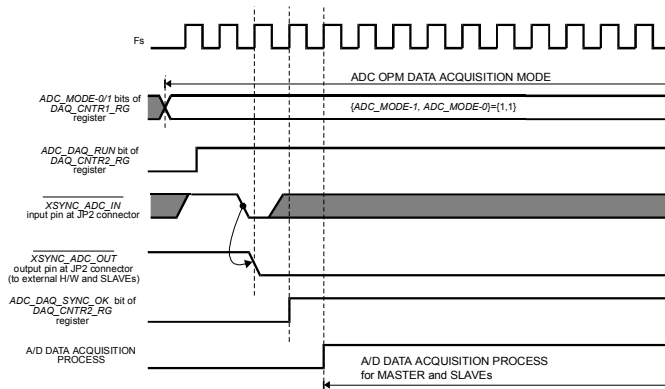 Fs
ADC OPM DATA ACQUISITION MODE
ADC_MODE-0/1 bits of
DAQ_CNTR1_RG
register
{ADC_MODE-1, ADC_MODE-0}={1,1}
ADC_DAQ_RUN bit of
DAQ_CNTR2_RG
register
XSYNC_ADC_IN
input pin at JP2 connector
XSYNC_ADC_OUT
output pin at JP2 connector
(to external H/W and SLAVEs)
ADC_DAQ_SYNC_OK bit of
DAQ_CNTR2_RG
register
A/D DATA ACQUISITION
PROCESS
A/D DATA ACQUISITION PROCESS
for MASTER and SLAVEs